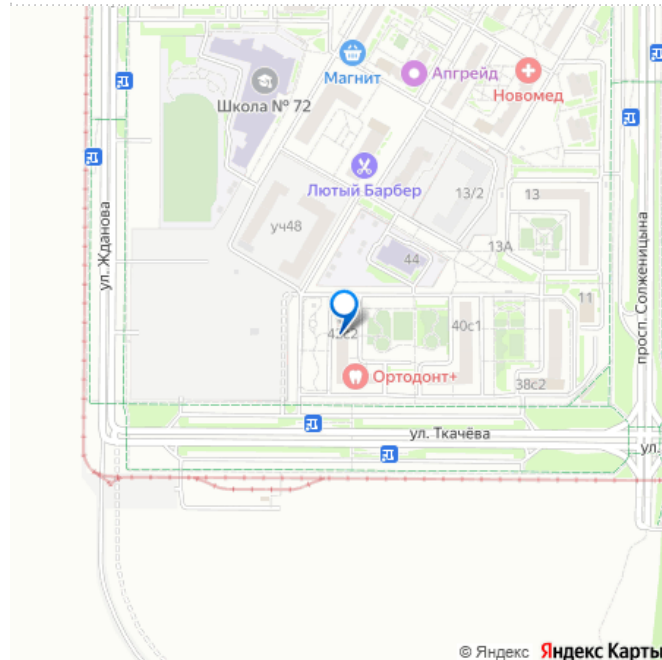 Магнит
Апгрейд
Новомед
Школа № 72
Лютый Барбер
13/2
13
уч48
13А
44
ул. Жданова
просп. Солженицына
11
40с1
Ортодонт+
38с2
ул. Ткачёва
ул.
© Яндекс Яндекс Карты